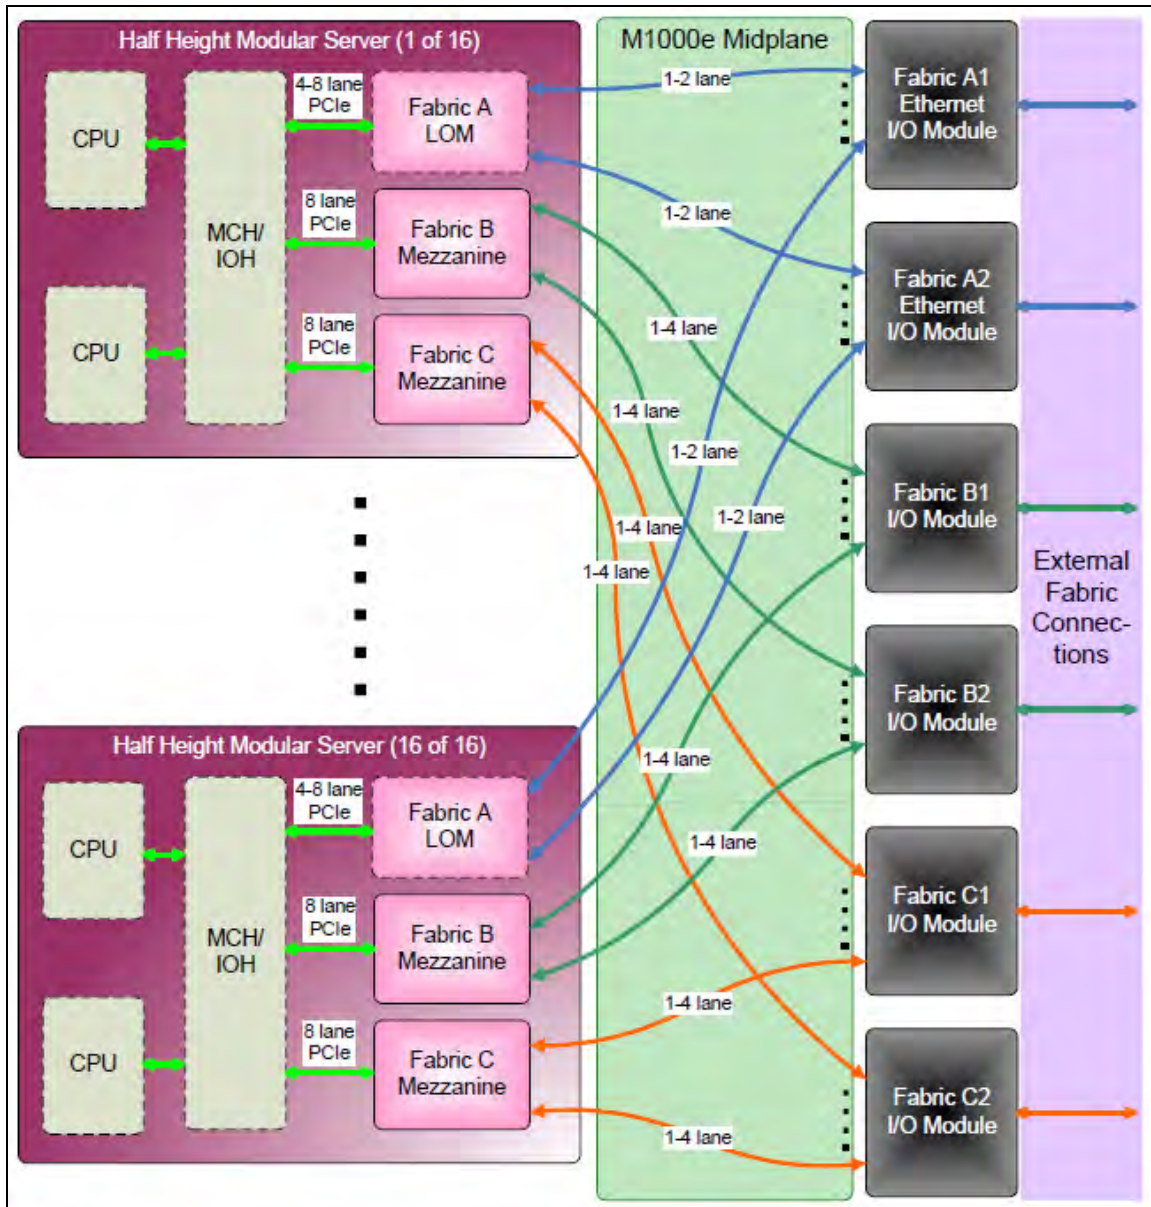 Half Height Modular Server (1 of 16)
CPU
CPU
MCH/
IOH
4-8 lane
PCIe
8 lane
PCIe
8 lane
PCIe
Fabric A
LOM
Fabric B
Mezzanine
Fabric C
Mezzanine
Half Height Modular Server (16 of 16)
CPU
CPU
MCH/
IOH
4-8 lane
PCIe
8 lane
PCIe
8 lane
PCIe
Fabric A
LOM
Fabric B
Mezzanine
Fabric C
Mezzanine
M1000e Midplane
1-2 lane
1-2 lane
1-4 lane
1-4 lane
1-2 lane
1-2 lane
1-4 lane
1-4 lane
1-4 lane
1-4 lane
1-4 lane
1-4 lane
Fabric A1
Ethernet
I/O Module
Fabric A2
Ethernet
I/O Module
Fabric B1
I/O Module
Fabric B2
I/O Module
Fabric C1
I/O Module
Fabric C2
I/O Module
External
Fabric
Connec-
tions